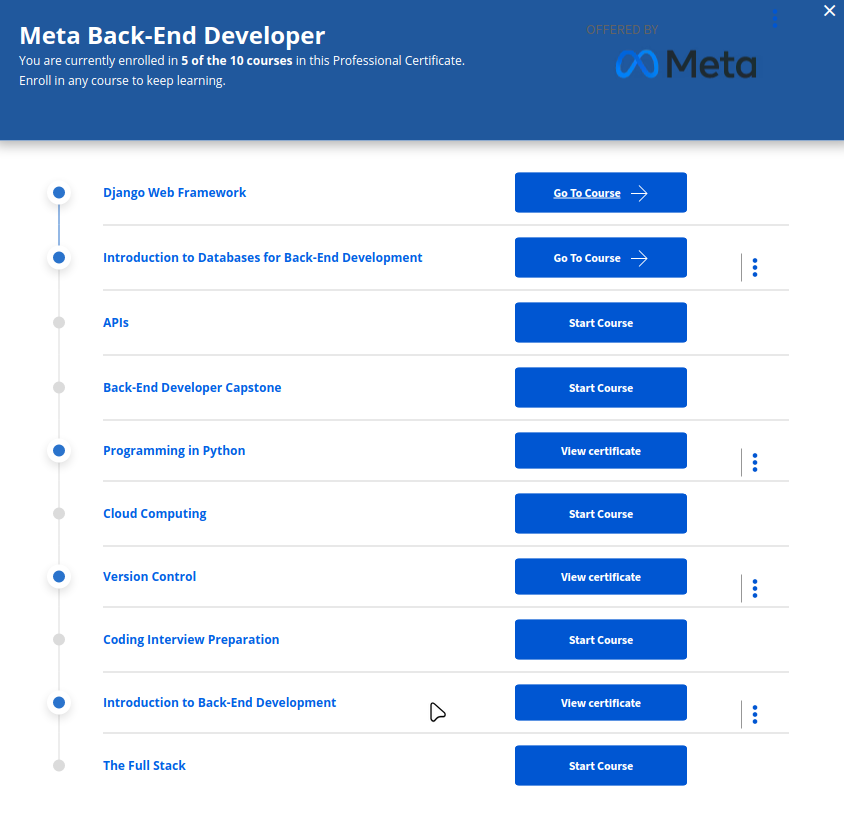 Meta Back-End Developer
OFFERED BY
You are currently enrolled in 5 of the 10 courses in this Professional Certificate.
Enroll in any course to keep learning.
Meta
Django Web Framework
Go To Course
Introduction to Databases for Back-End Development
Go To Course
APIs
Start Course
Back-End Developer Capstone
Start Course
Programming in Python
View certificate
Cloud Computing
Start Course
Version Control
View certificate
Coding Interview Preparation
Start Course
Introduction to Back-End Development
View certificate
The Full Stack
Start Course